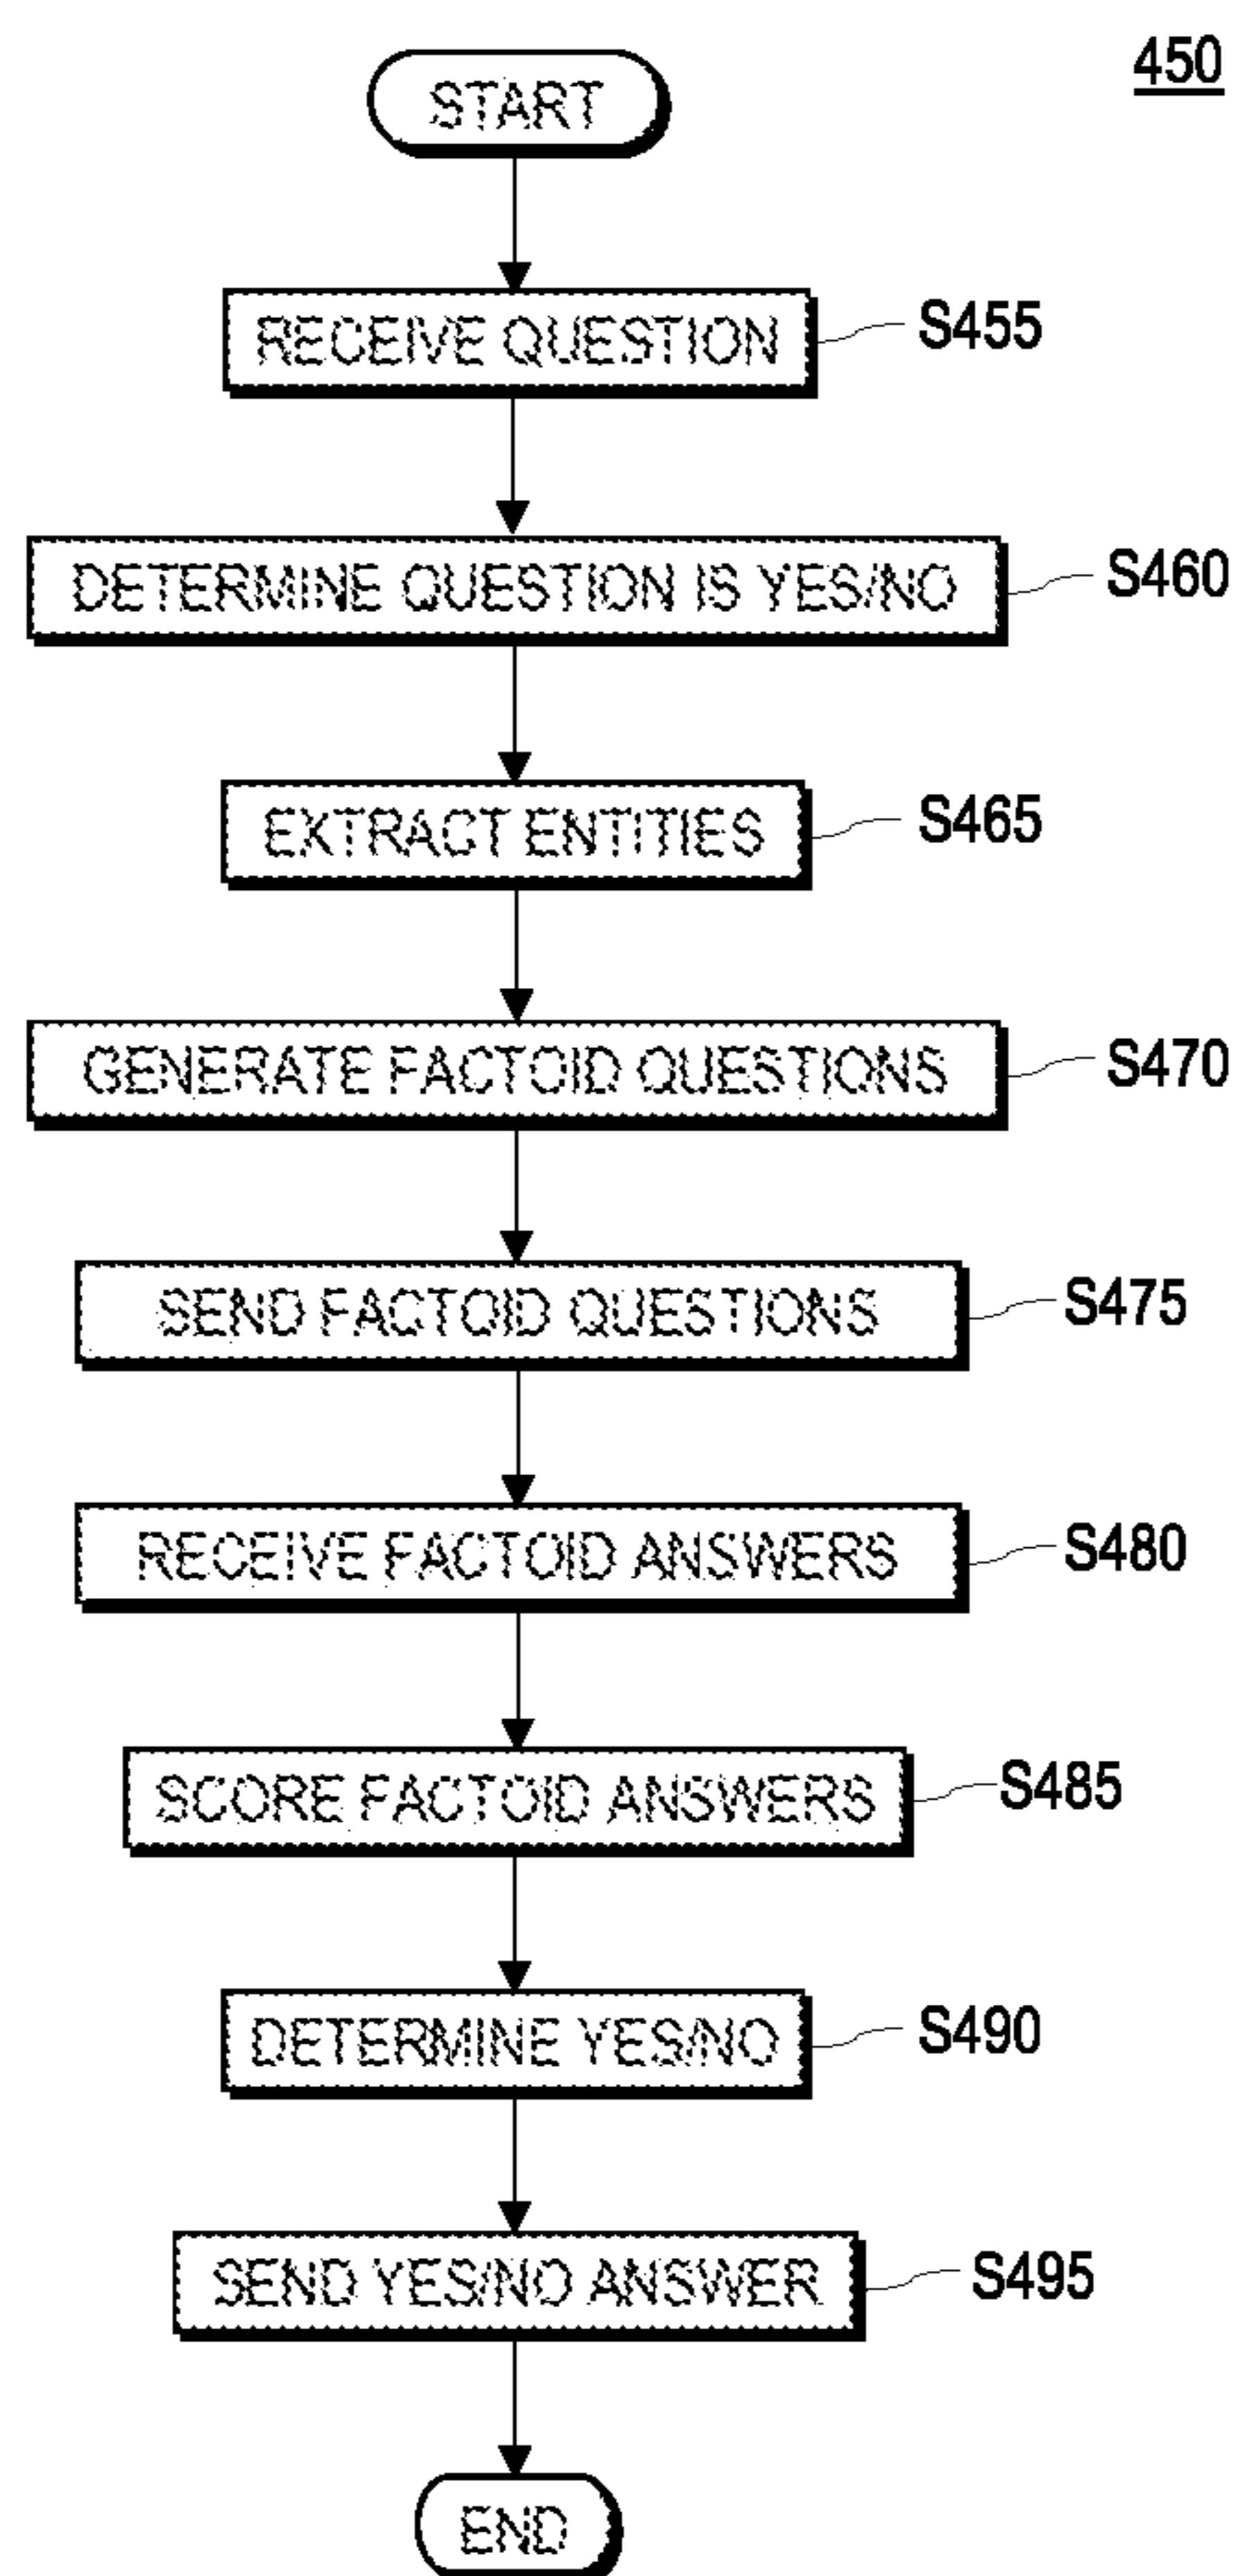 450
START
RECEIVE QUESTION
S455
DETERMINE QUESTION IS YES/NO
S460
EXTRACT ENTITIES
S465
GENERATE FACTOID QUESTIONS
S470
SEND FACTOID QUESTIONS
S475
RECEIVE FACTOID ANSWERS
S480
SCORE FACTOID ANSWERS
S485
DETERMINE YES/NO
S490
SEND YES/NO ANSWER
S495
END